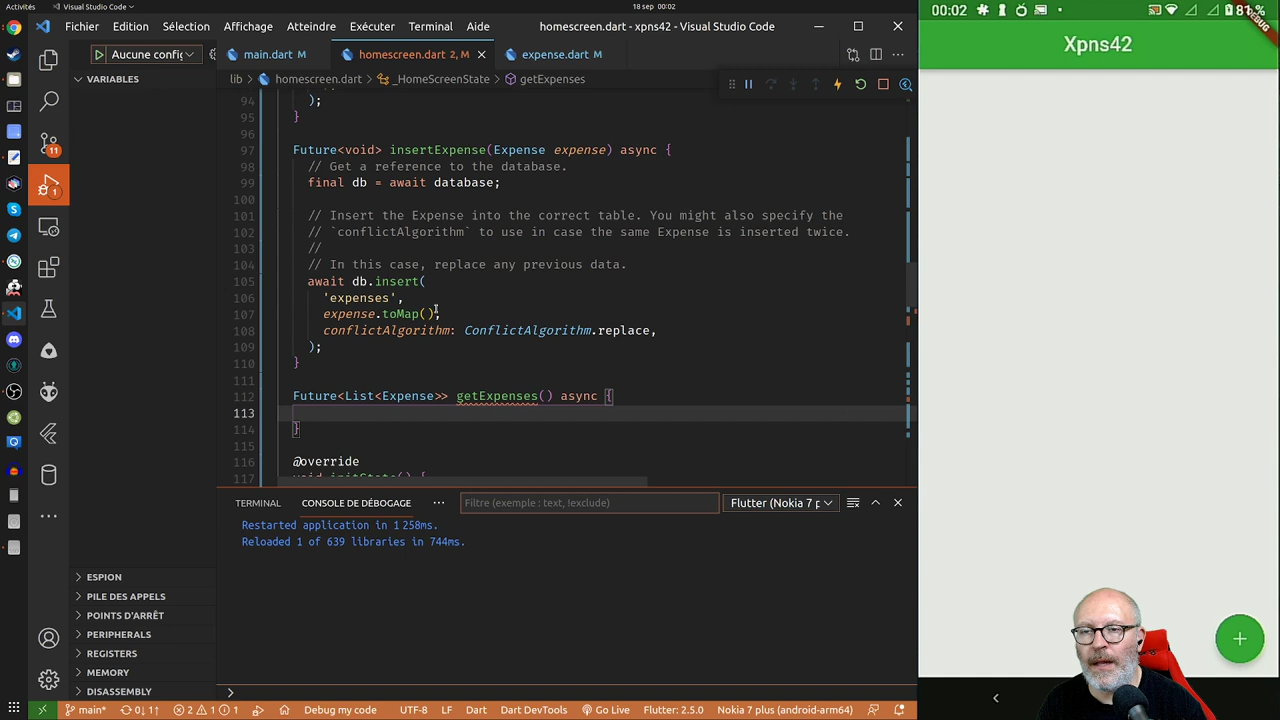 Activités
Visual Studio Code
18 sep 00:02
Fichier Edition Sélection Affichage Atteindre Exécuter Terminal Aide
homescreen.dart - xpns42 - Visual Studio Code
Aucune config
main.dart M
homescreen.dart 2, M
expense.dart M
VARIABLES
lib > homescreen.dart > _HomeScreenState > getExpenses
94 );
95 }
96
97 Future<void> insertExpense(Expense expense) async {
98 // Get a reference to the database.
99 final db = await database;
100
101 // Insert the Expense into the correct table. You might also specify the
102 // `conflictAlgorithm` to use in case the same Expense is inserted twice.
103 //
104 // In this case, replace any previous data.
105 await db.insert(
106 'expenses',
107 expense.toMap(),
108 conflictAlgorithm: ConflictAlgorithm.replace,
109 );
110 }
111
112 Future<List<Expense>> getExpenses() async {
113
114 }
115
116 @override
117 void initState() {
TERMINAL CONSOLE DE DÉBOGAGE
Filtre (exemple : text, !exclude)
Flutter (Nokia 7 p
Restarted application in 1 258ms.
Reloaded 1 of 639 libraries in 744ms.
11
1
ESPION
PILE DES APPELS
POINTS D'ARRÊT
PERIPHERALS
REGISTERS
MEMORY
DISASSEMBLY
main* 0↓ 1↑ 2 1 1 Debug my code UTF-8 LF Dart Dart DevTools Go Live Flutter: 2.5.0 Nokia 7 plus (android-arm64)
00:02
81%
DEBUG
Xpns42
+